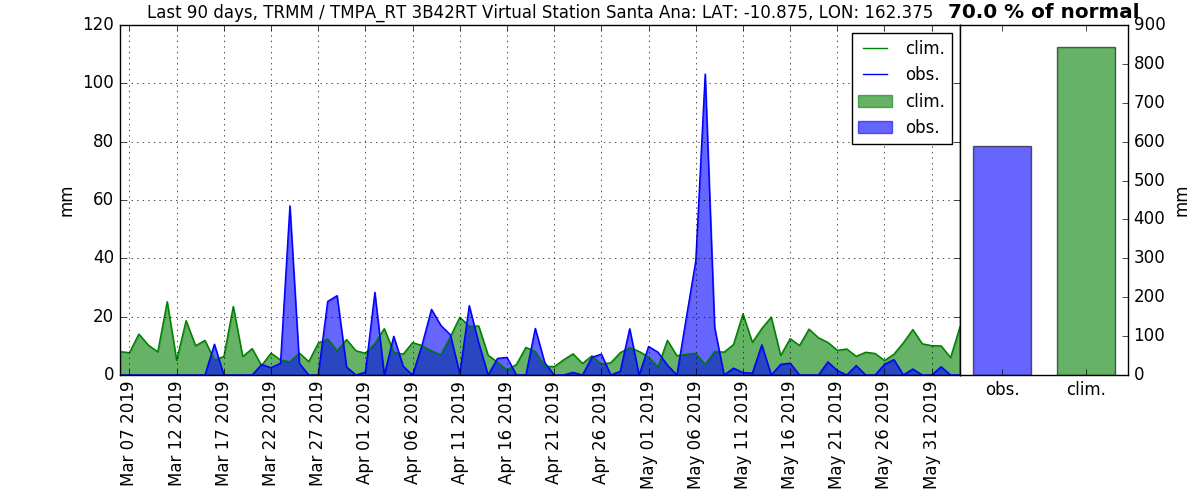 Last 90 days, TRMM / TMPA_RT 3B42RT Virtual Station Santa Ana: LAT: -10.875, LON: 162.375
70.0 % of normal
120
100
80
60
40
20
0
mm
clim.
obs.
clim.
obs.
900
800
700
600
500
400
300
200
100
0
mm
Mar 07 2019
Mar 12 2019
Mar 17 2019
Mar 22 2019
Mar 27 2019
Apr 01 2019
Apr 06 2019
Apr 11 2019
Apr 16 2019
Apr 21 2019
Apr 26 2019
May 01 2019
May 06 2019
May 11 2019
May 16 2019
May 21 2019
May 26 2019
May 31 2019
obs.
clim.